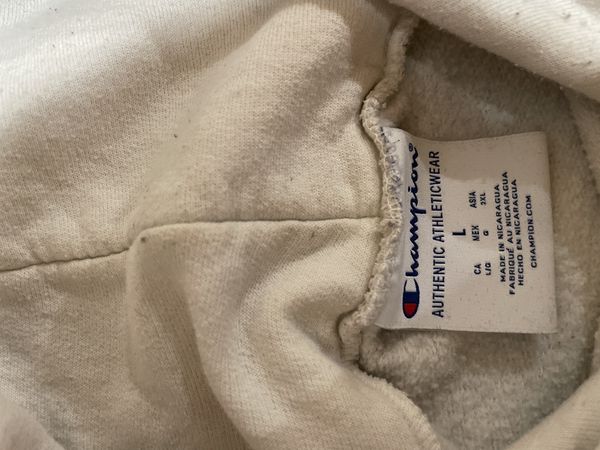 Champion®
AUTHENTIC ATHLETICWEAR
L
CA MEX ASIA
L/G G 2XL
MADE IN NICARAGUA
FABRIQUÉ AU NICARAGUA
HECHO EN NICARAGUA
CHAMPION.COM